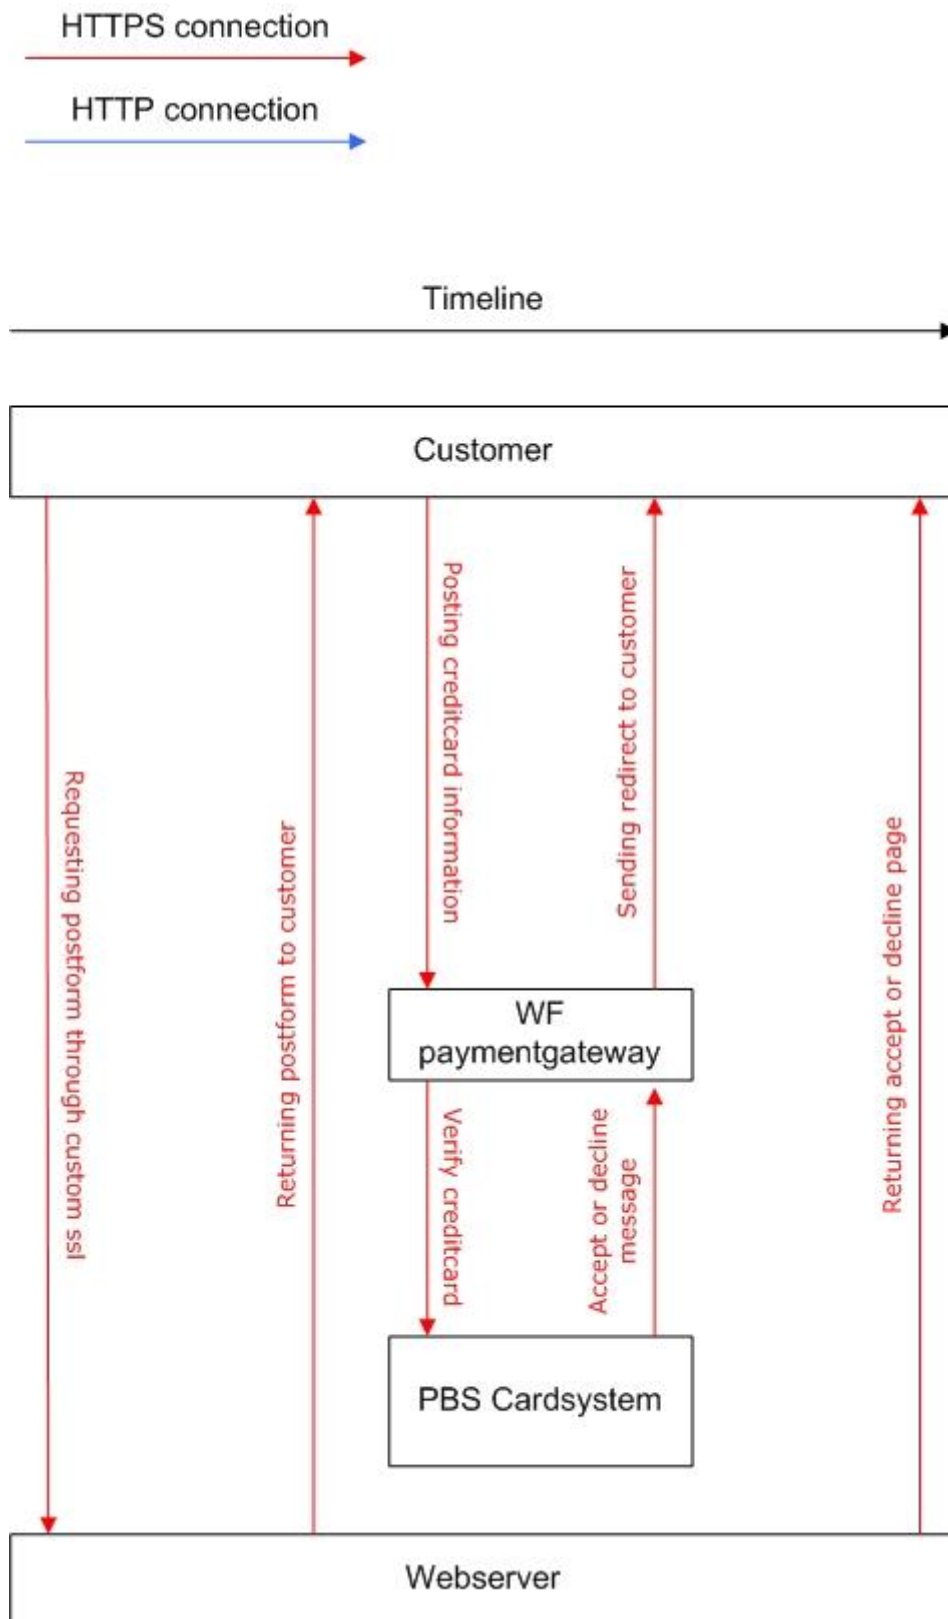 HTTPS connection
HTTP connection
Timeline
Customer
Requesting postform through custom ssl
Returning postform to customer
Posting creditcard information
Sending redirect to customer
Returning accept or decline page
WF
paymentgateway
Verify creditcard
Accept or decline
message
PBS Cardsystem
Webserver